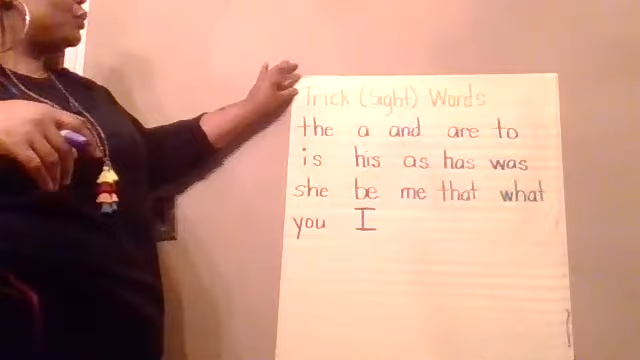 Trick (Sight) Words
the a and are to
is his as has was
she be me that what
you I